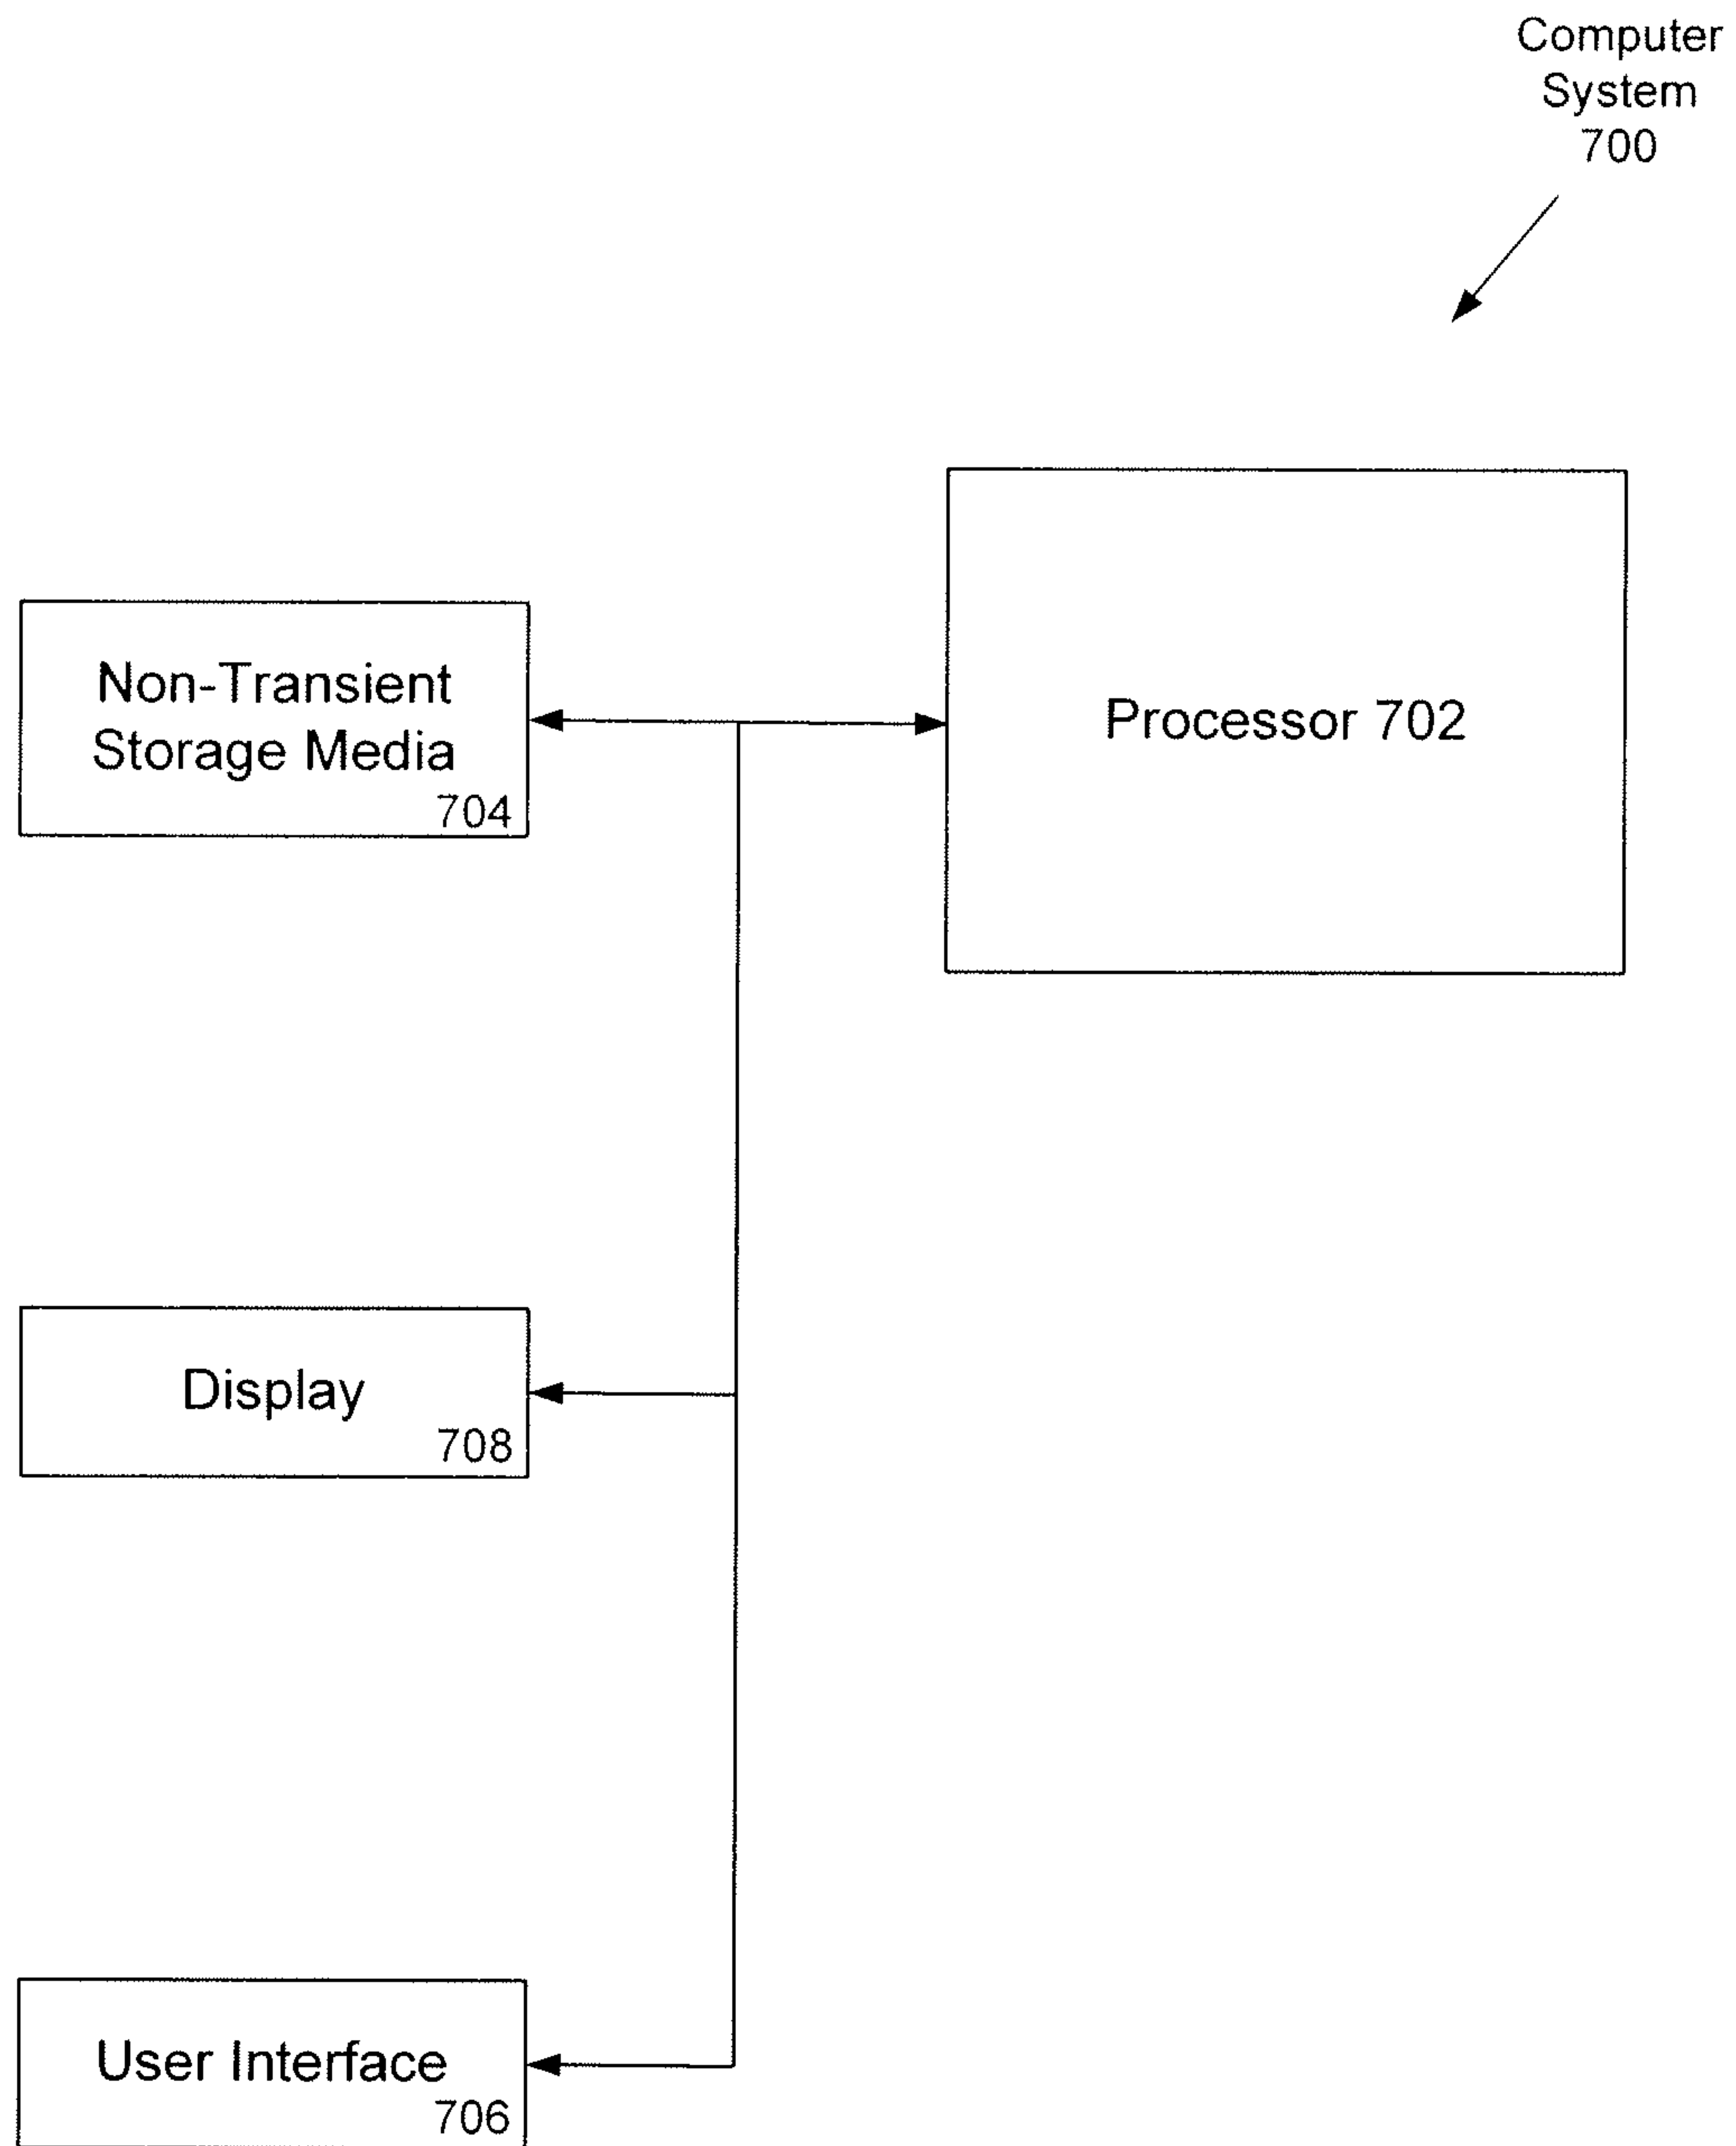 Computer
System
700
Processor 702
Non-Transient
Storage Media
704
Display
708
User Interface
706